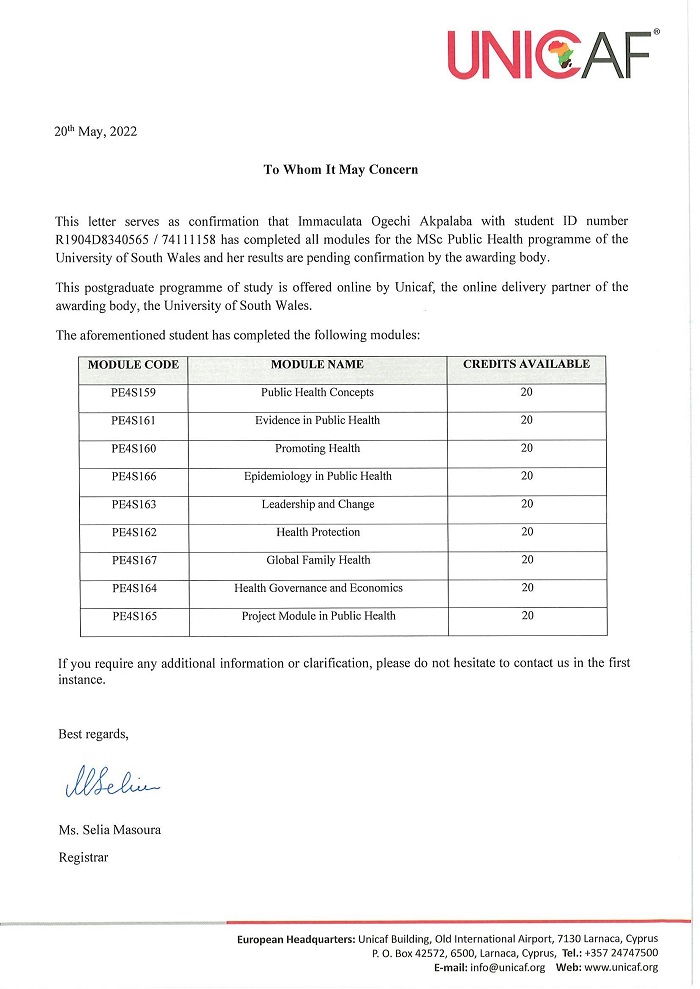 UNICAF®
20th May, 2022
To Whom It May Concern
This letter serves as confirmation that Immaculata Ogechi Akpalaba with student ID number
R1904D8340565 / 74111158 has completed all modules for the MSc Public Health programme of the
University of South Wales and her results are pending confirmation by the awarding body.
This postgraduate programme of study is offered online by Unicaf, the online delivery partner of the
awarding body, the University of South Wales.
The aforementioned student has completed the following modules:
MODULE CODE MODULE NAME CREDITS AVAILABLE
PE4S159 Public Health Concepts 20
PE4S161 Evidence in Public Health 20
PE4S160 Promoting Health 20
PE4S166 Epidemiology in Public Health 20
PE4S163 Leadership and Change 20
PE4S162 Health Protection 20
PE4S167 Global Family Health 20
PE4S164 Health Governance and Economics 20
PE4S165 Project Module in Public Health 20
If you require any additional information or clarification, please do not hesitate to contact us in the first
instance.
Best regards,
Ms. Selia Masoura
Registrar
European Headquarters: Unicaf Building, Old International Airport, 7130 Larnaca, Cyprus
P. O. Box 42572, 6500, Larnaca, Cyprus, Tel.: +357 24747500
E-mail: info@unicaf.org Web: www.unicaf.org